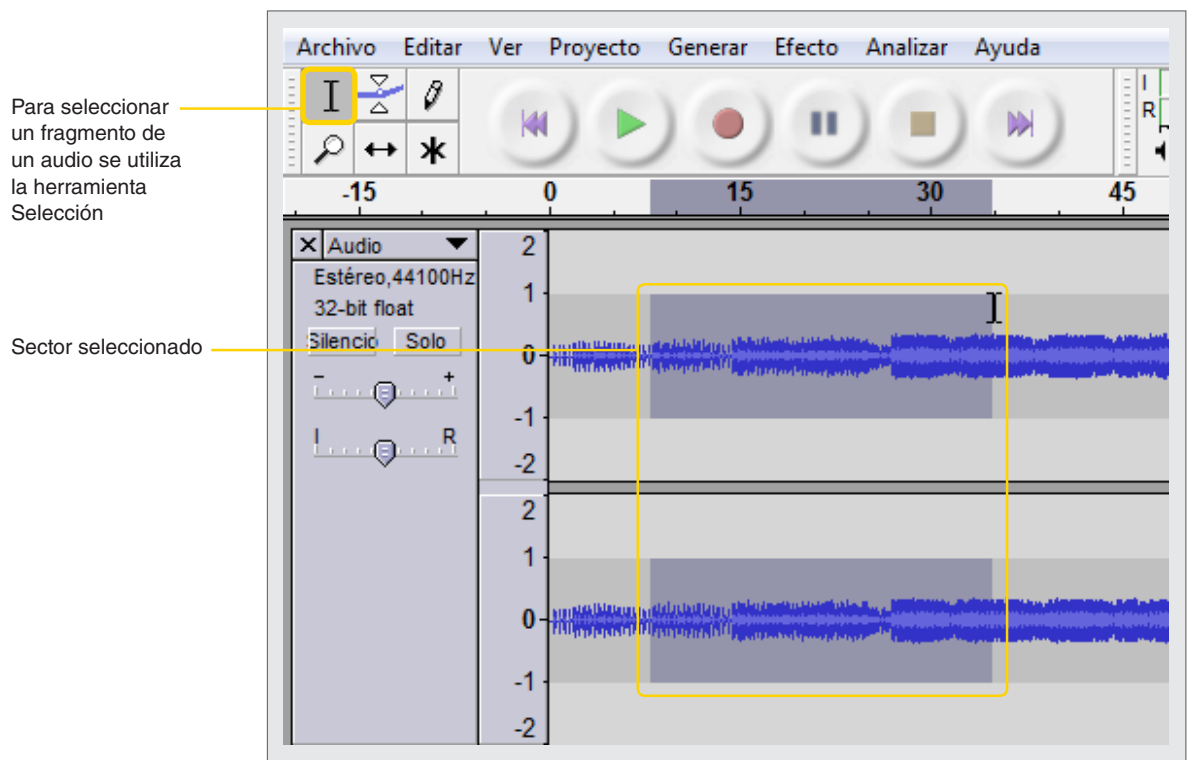 Archivo Editar Ver Proyecto Generar Efecto Analizar Ayuda
Para seleccionar
un fragmento de
un audio se utiliza
la herramienta
Selección
I
R
-15 0 15 30 45
Audio
Estéreo,44100Hz
32-bit float
Silencio Solo
- +
I R
2
1
0
-1
-2
Sector seleccionado
2
1
0
-1
-2